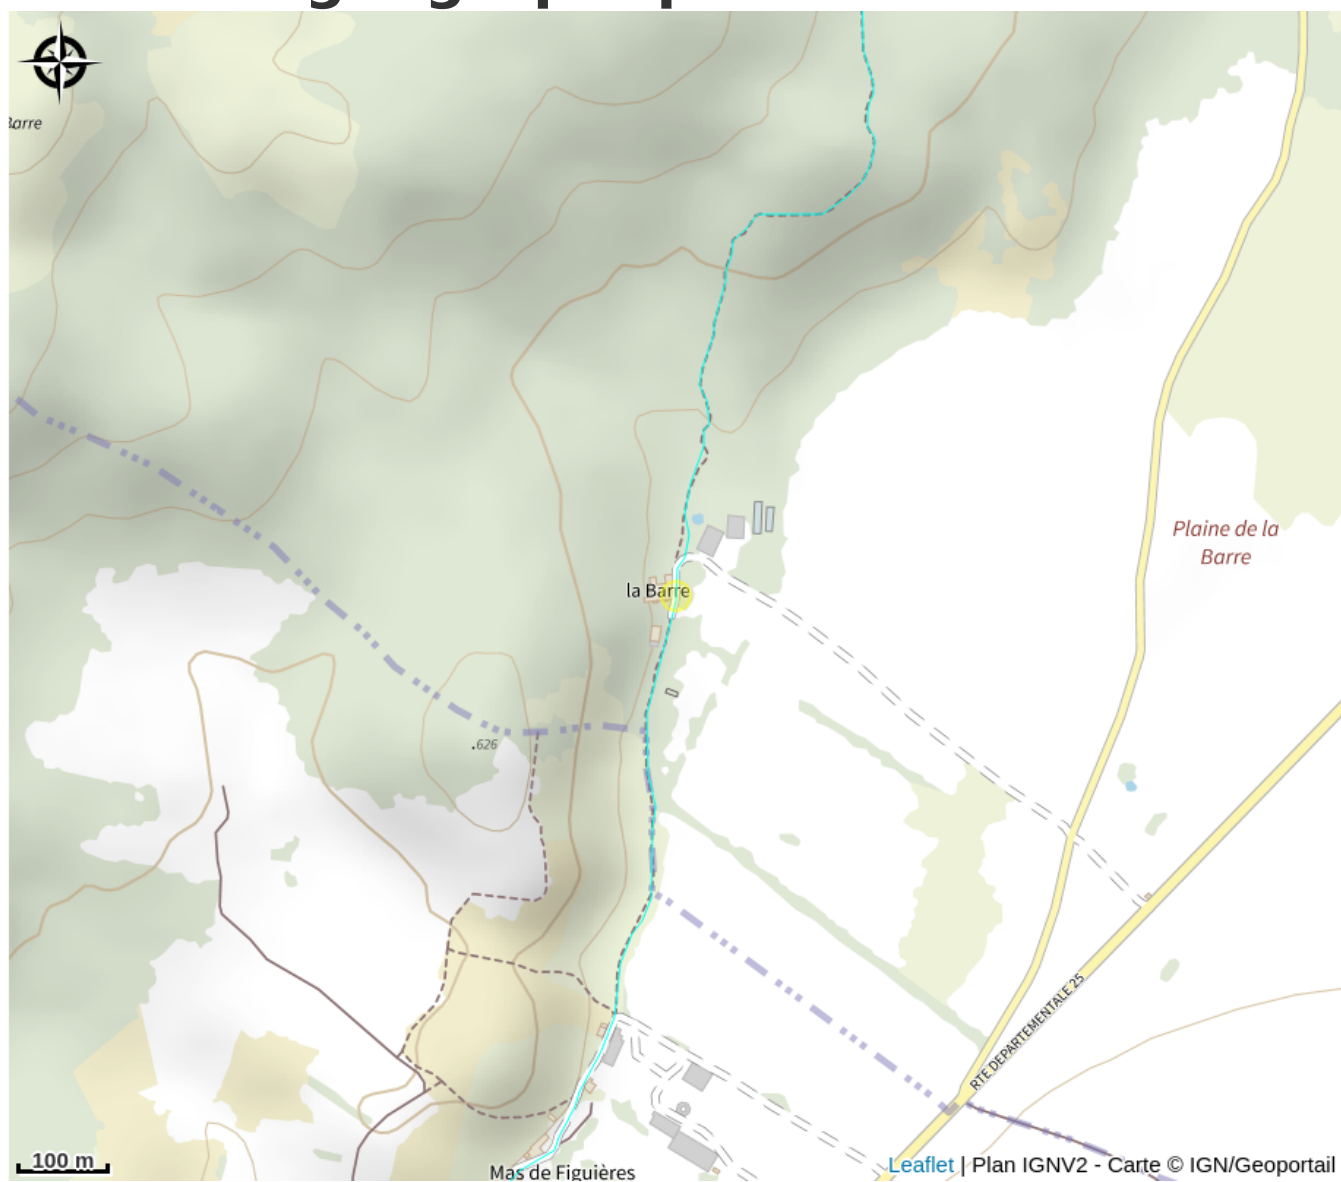 Barre
la Barre
Plaine de la
Barre
.626
RTE DEPARTEMENTALE 25
100 m
Mas de Figuières
Leaflet | Plan IGNV2 - Carte © IGN/Geoportail